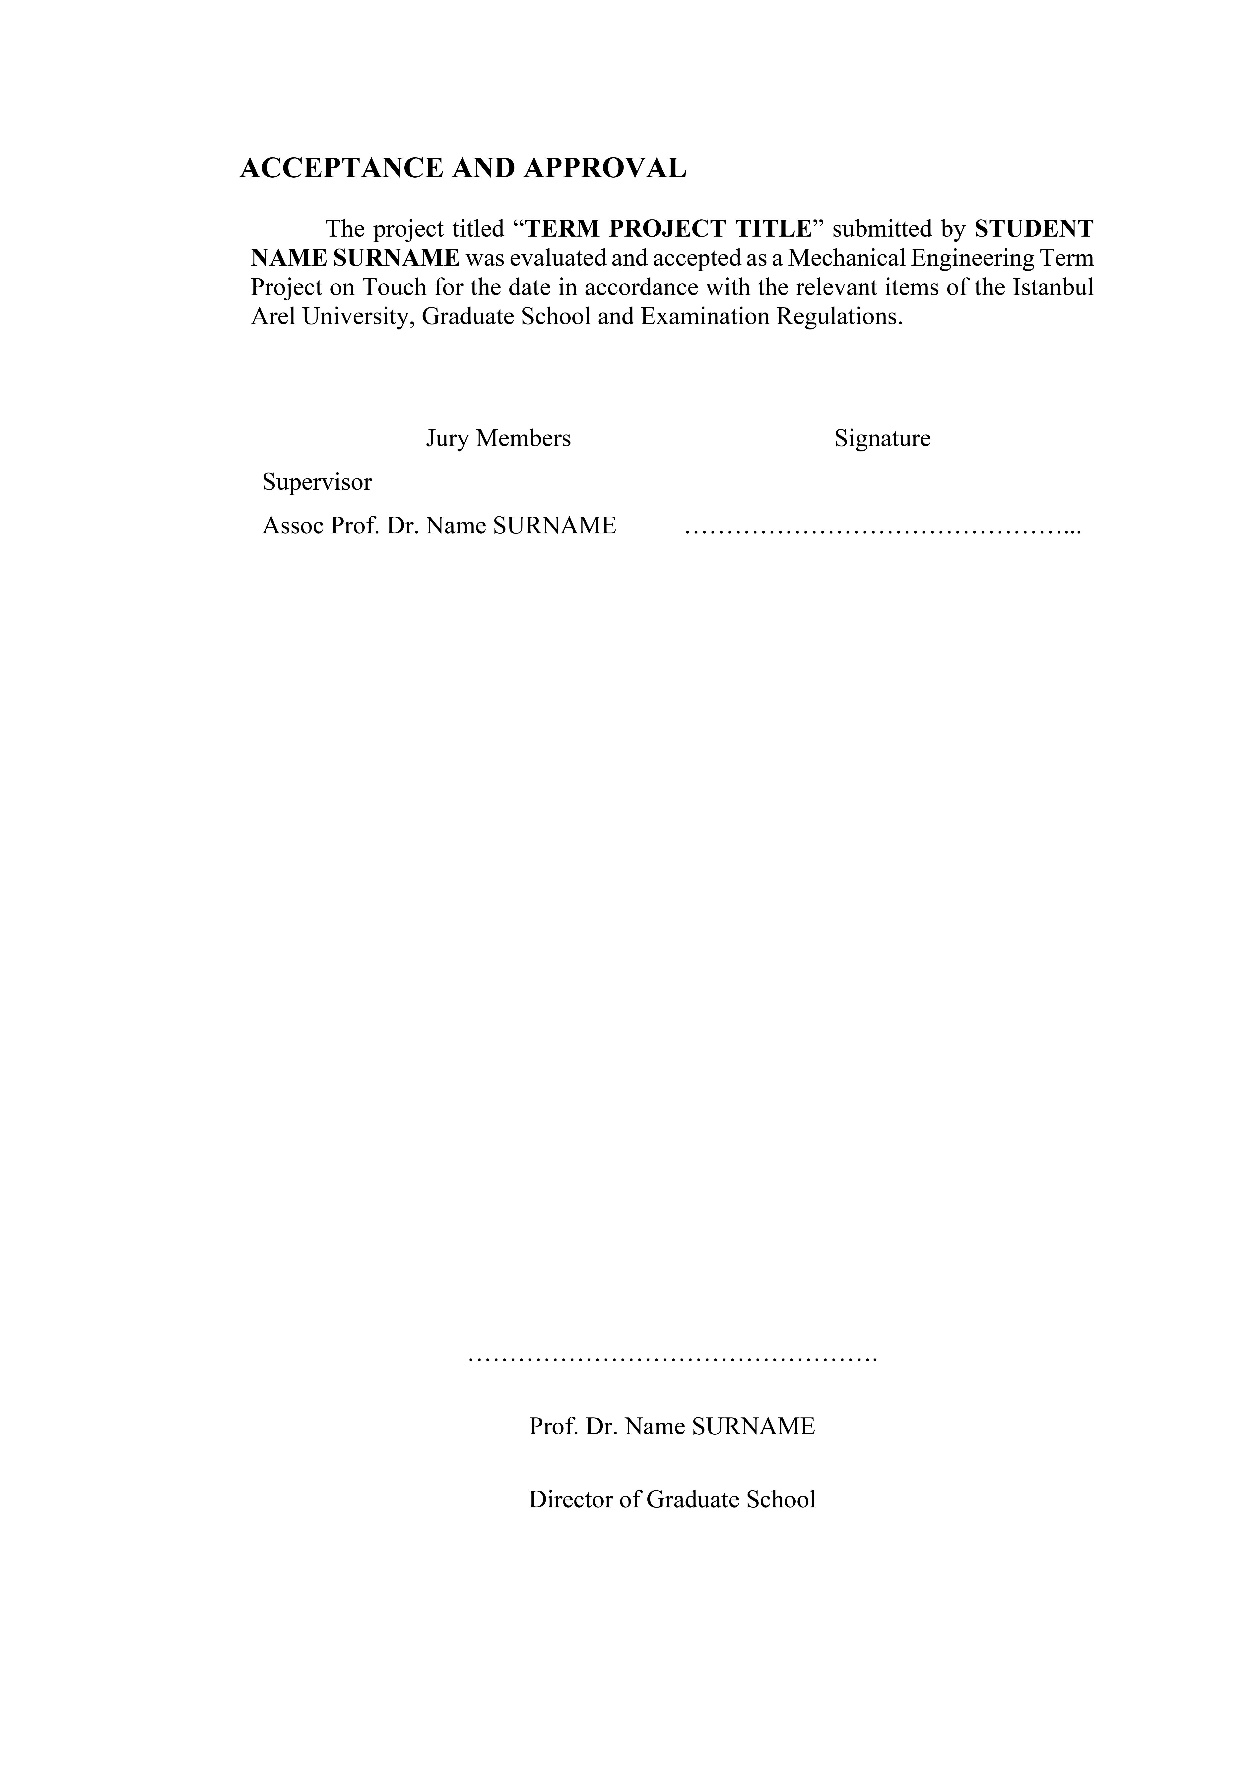 ACCEPTANCE AND APPROVAL
The project titled “TERM PROJECT TITLE” submitted by STUDENT
NAME SURNAME was evaluated and accepted as a Mechanical Engineering Term
Project on Touch for the date in accordance with the relevant items of the Istanbul
Arel University, Graduate School and Examination Regulations.
Jury Members Signature
Supervisor
Assoc Prof. Dr. Name SURNAME ………………………………………...
………………………………………….
Prof. Dr. Name SURNAME
Director of Graduate School